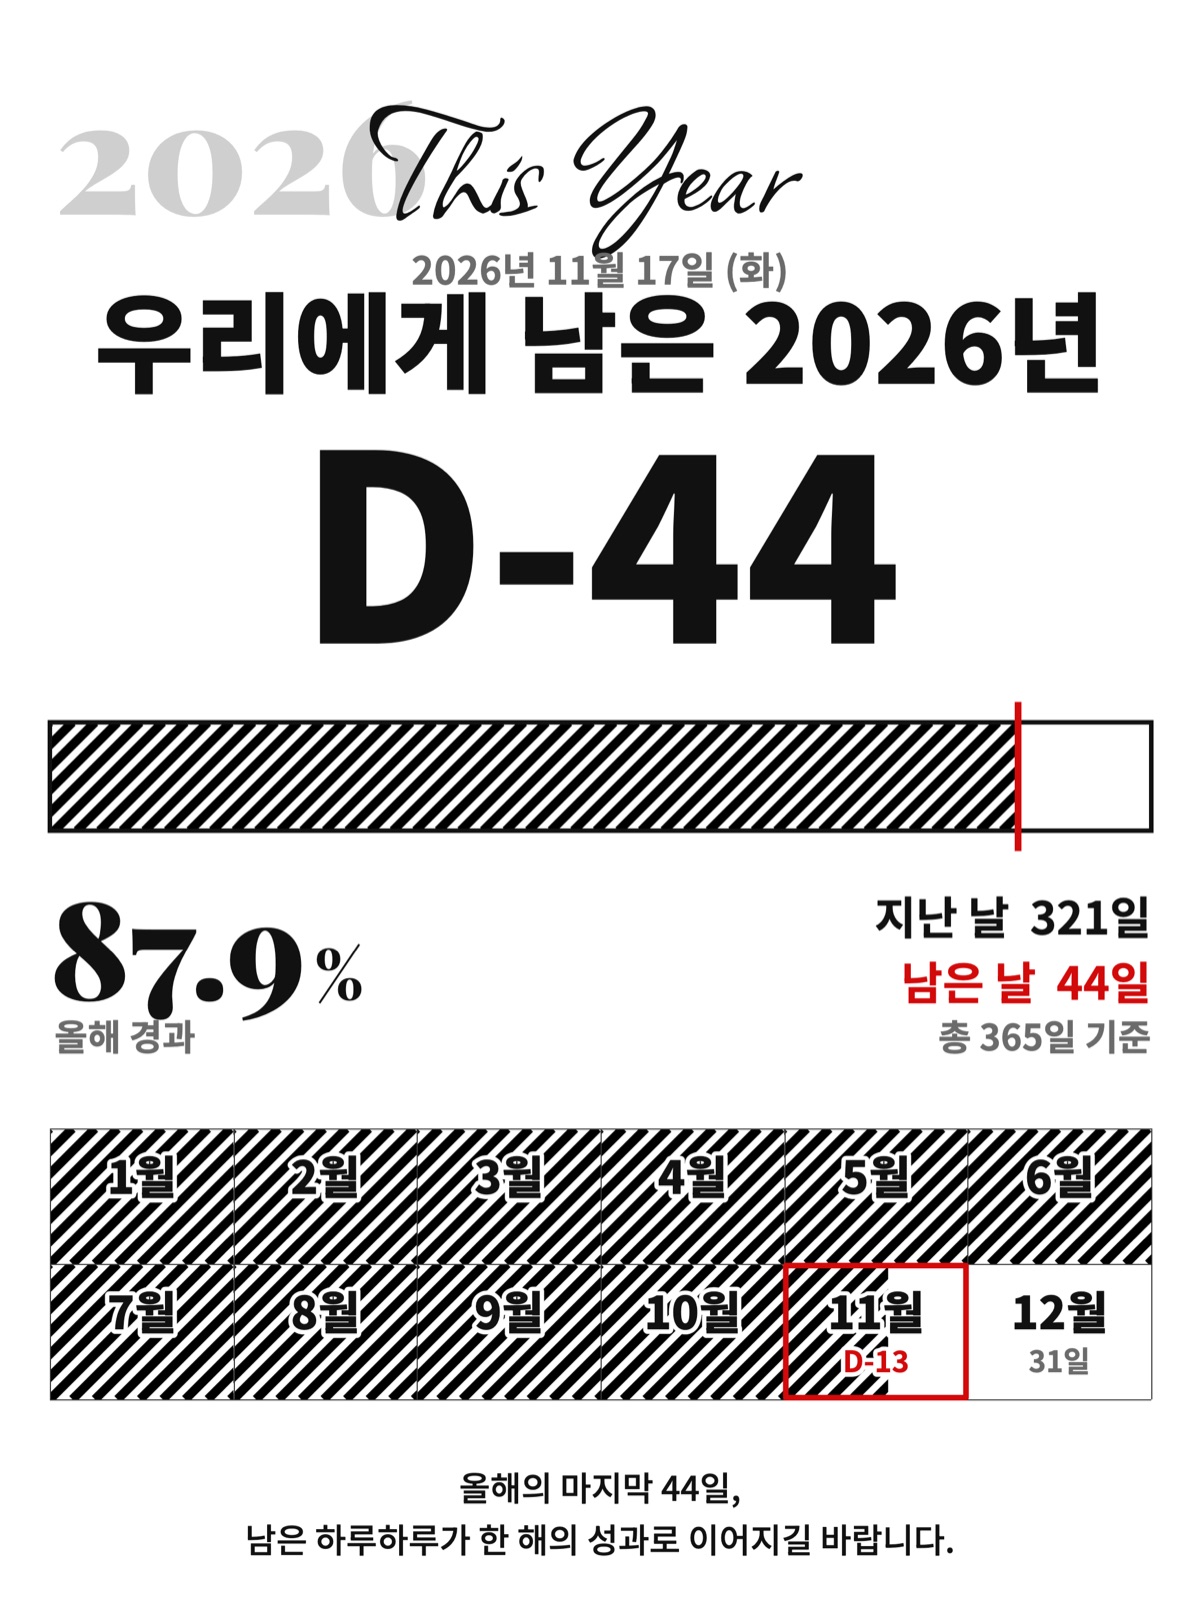 2026 This Year
2026년 11월 17일 (화)
우리에게 남은 2026년
D-44
87.9%
올해 경과
지난 날 321일
남은 날 44일
총 365일 기준
1월 2월 3월 4월 5월 6월
7월 8월 9월 10월 11월 12월
D-13 31일
올해의 마지막 44일,
남은 하루하루가 한 해의 성과로 이어지길 바랍니다.